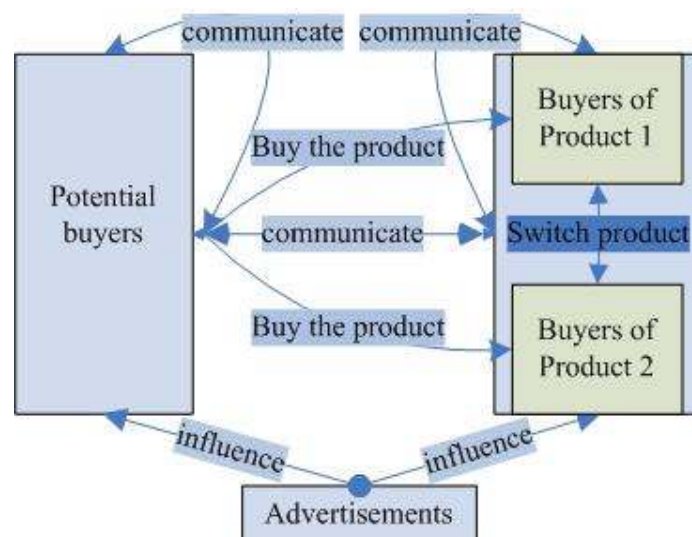 communicate
communicate
Buyers of
Product 1
Buy the product
Potential
buyers
communicate
Switch product
Buy the product
Buyers of
Product 2
influence
influence
Advertisements